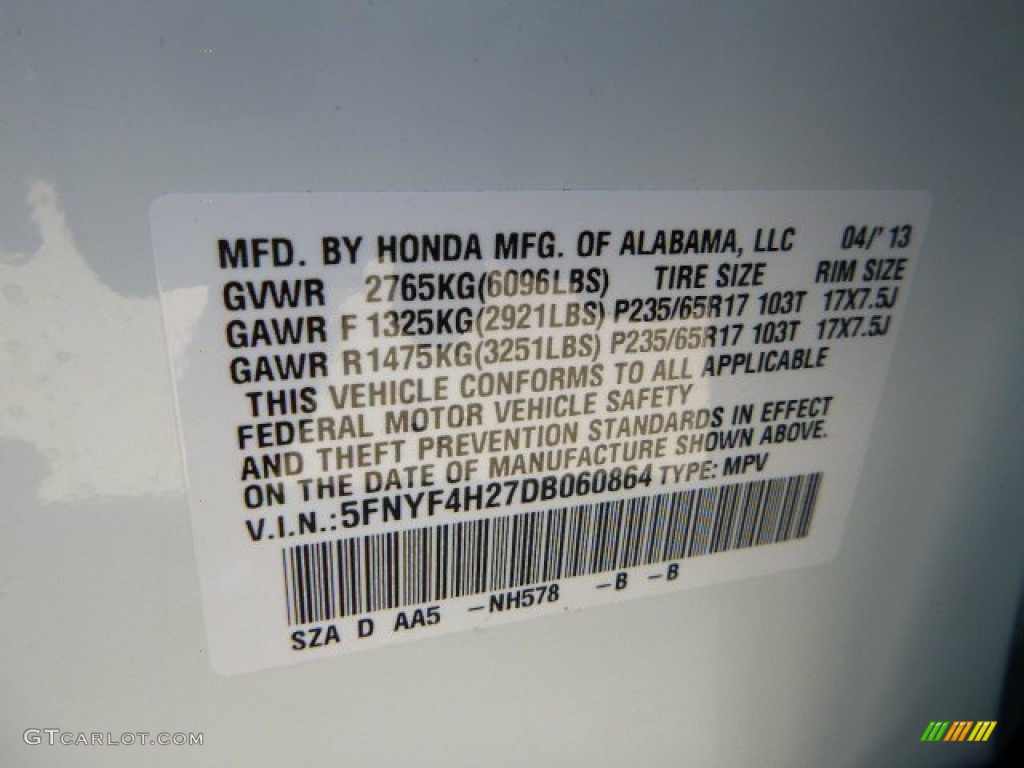 MFD. BY HONDA MFG. OF ALABAMA, LLC 04/'13
GVWR 2765KG(6096LBS) TIRE SIZE RIM SIZE
GAWR F 1325KG(2921LBS) P235/65R17 103T 17X7.5J
GAWR R1475KG(3251LBS) P235/65R17 103T 17X7.5J
THIS VEHICLE CONFORMS TO ALL APPLICABLE
FEDERAL MOTOR VEHICLE SAFETY
AND THEFT PREVENTION STANDARDS IN EFFECT
ON THE DATE OF MANUFACTURE SHOWN ABOVE.
V.I.N.:5FNYF4H27DB060864 TYPE: MPV
SZA D AA5 -NH578 -B -B
GTCARLOT.COM